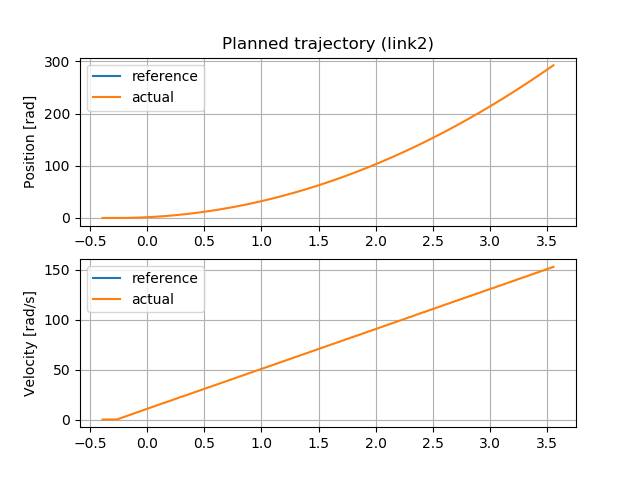 Planned trajectory (link2)
Position [rad]
300
200
100
0
reference
actual
−0.5 0.0 0.5 1.0 1.5 2.0 2.5 3.0 3.5
Velocity [rad/s]
150
100
50
0
reference
actual
−0.5 0.0 0.5 1.0 1.5 2.0 2.5 3.0 3.5